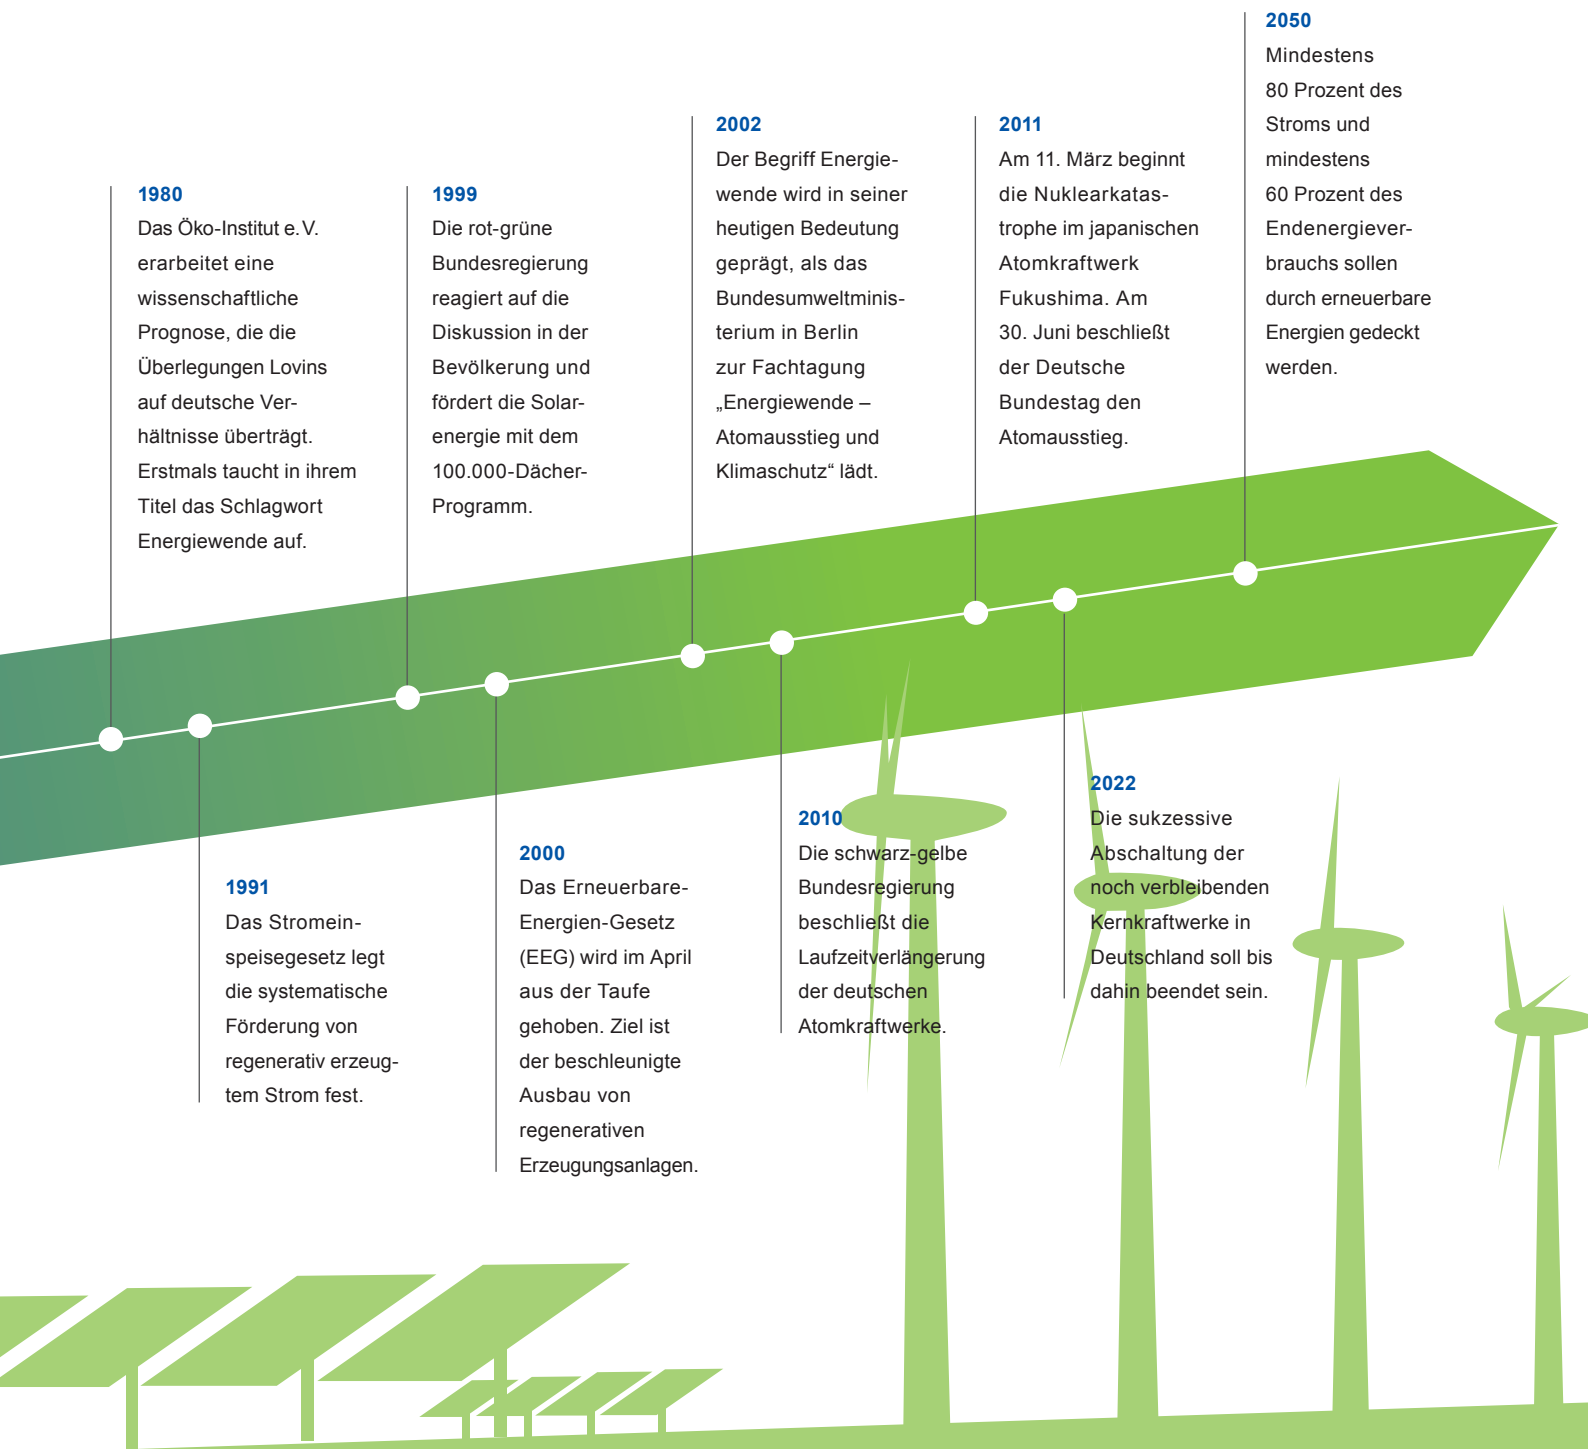 1980
Das Öko-Institut e. V.
erarbeitet eine
wissenschaftliche
Prognose, die die
Überlegungen Lovins
auf deutsche Ver-
hältnisse überträgt.
Erstmals taucht in ihrem
Titel das Schlagwort
Energiewende auf.
1991
Das Stromein-
speisegesetz legt
die systematische
Förderung von
regenerativ erzeug-
tem Strom fest.
1999
Die rot-grüne
Bundesregierung
reagiert auf die
Diskussion in der
Bevölkerung und
fördert die Solar-
energie mit dem
100.000-Dächer-
Programm.
2000
Das Erneuerbare-
Energien-Gesetz
(EEG) wird im April
aus der Taufe
gehoben. Ziel ist
der beschleunigte
Ausbau von
regenerativen
Erzeugungsanlagen.
2002
Der Begriff Energie-
wende wird in seiner
heutigen Bedeutung
geprägt, als das
Bundesumweltminis-
terium in Berlin
zur Fachtagung
„Energiewende –
Atomausstieg und
Klimaschutz“ lädt.
2010
Die schwarz-gelbe
Bundesregierung
beschließt die
Laufzeitverlängerung
der deutschen
Atomkraftwerke.
2011
Am 11. März beginnt
die Nuklearkatas-
trophe im japanischen
Atomkraftwerk
Fukushima. Am
30. Juni beschließt
der Deutsche
Bundestag den
Atomausstieg.
2022
Die sukzessive
Abschaltung der
noch verbleibenden
Kernkraftwerke in
Deutschland soll bis
dahin beendet sein.
2050
Mindestens
80 Prozent des
Stroms und
mindestens
60 Prozent des
Endenergiever-
brauchs sollen
durch erneuerbare
Energien gedeckt
werden.